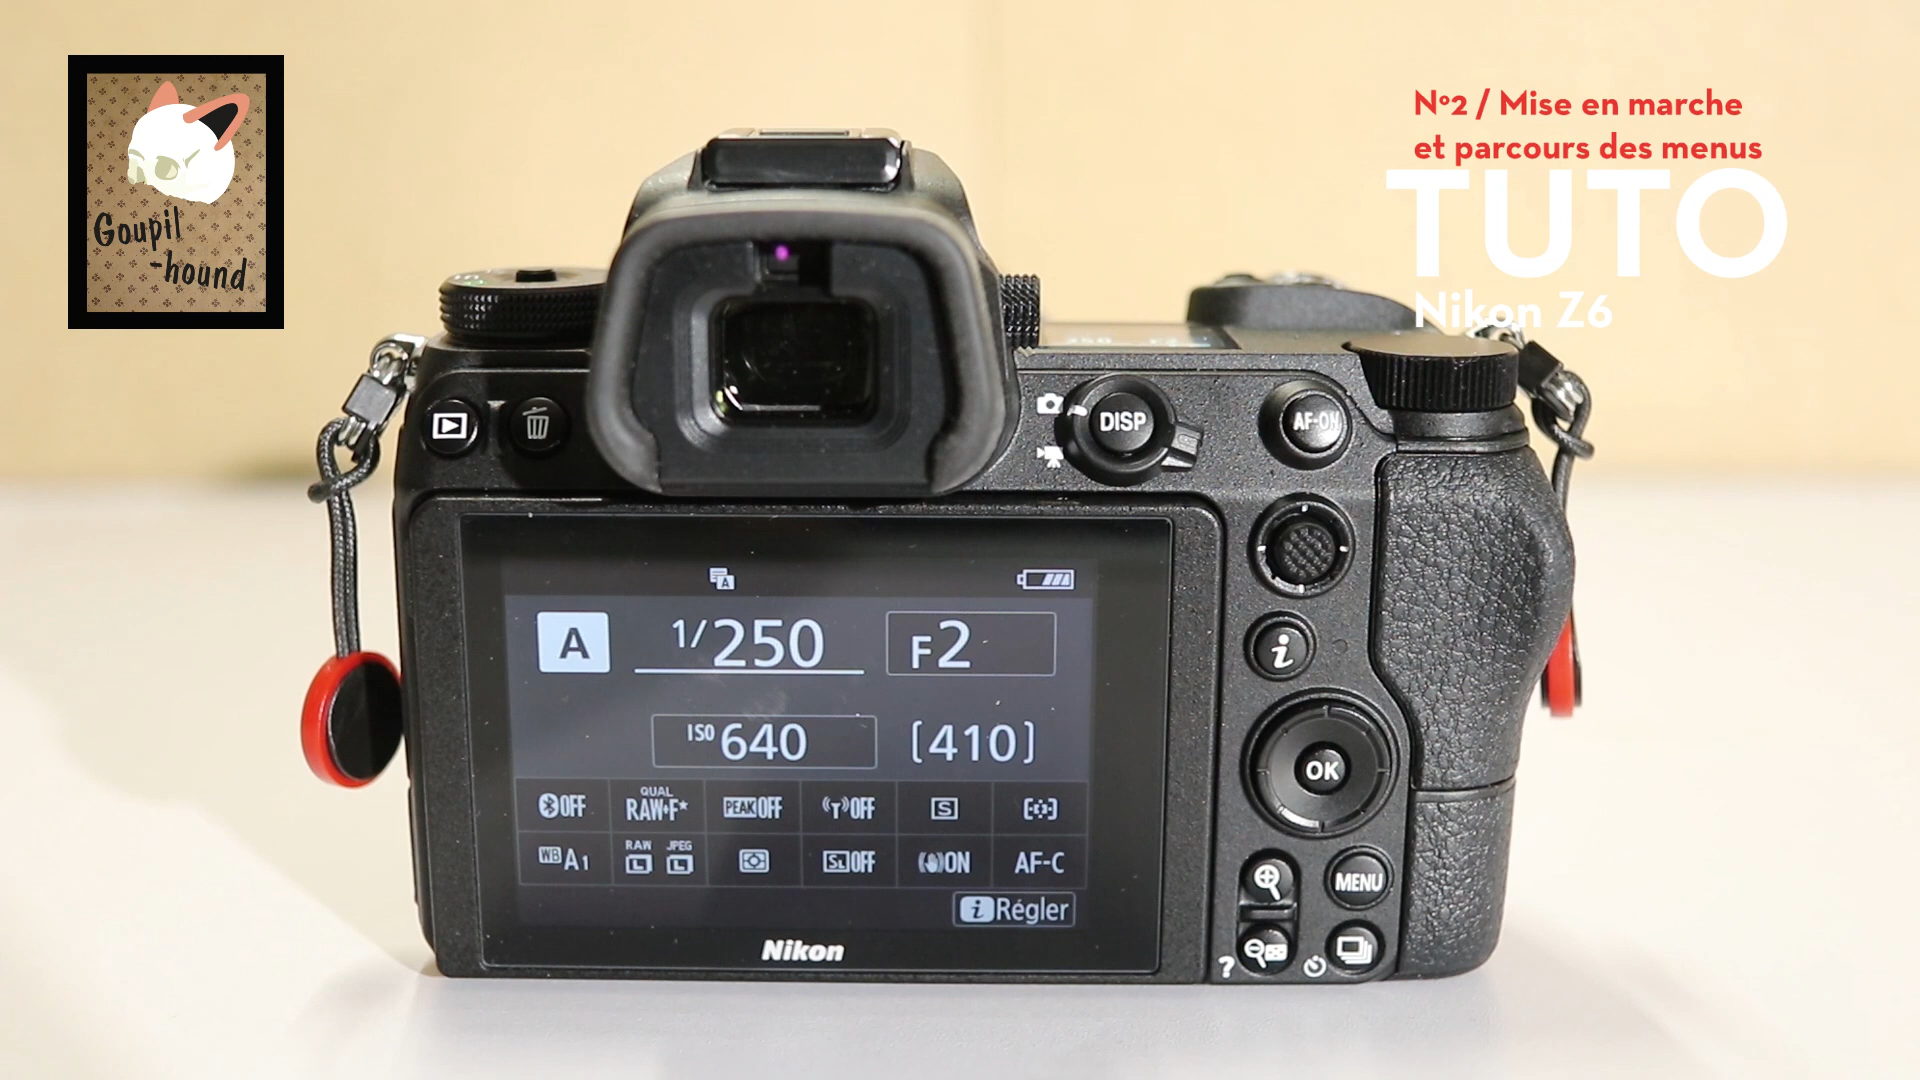 Goupil
-hound
N°2 / Mise en marche
et parcours des menus
TUTO
Nikon Z6
DISP
AF-ON
A
1/250
F2
ISO 640
[410]
OFF
QUAL
RAW+F*
PEAK OFF
(T) OFF
S
WB A1
RAW JPEG
L L
SL OFF
ON
AF-C
i Régler
Nikon
i
OK
MENU
?